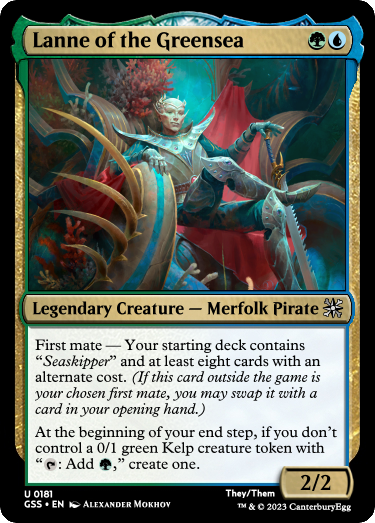 Lanne of the Greensea
Legendary Creature — Merfolk Pirate
First mate — Your starting deck contains
“Seaskipper” and at least eight cards with an
alternate cost. (If this card outside the game is
your chosen first mate, you may swap it with a
card in your opening hand.)
At the beginning of your end step, if you don’t
control a 0/1 green Kelp creature token with
“: Add ,” create one.
2/2
U 0181
GSS • EN Alexander Mokhov
They/Them
™ & © 2023 CanterburyEgg